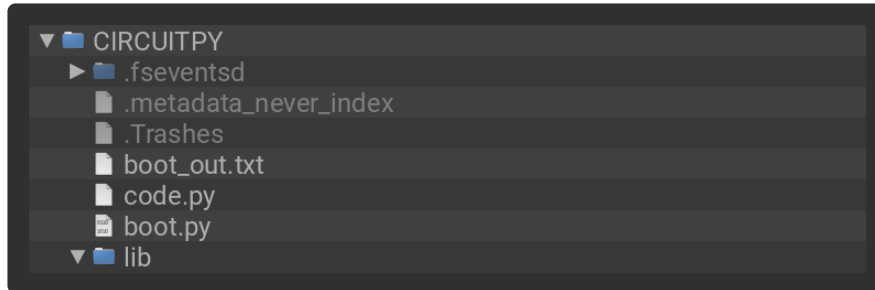 CIRCUITPY
.fseventsd
.metadata_never_index
.Trashes
boot_out.txt
code.py
boot.py
lib